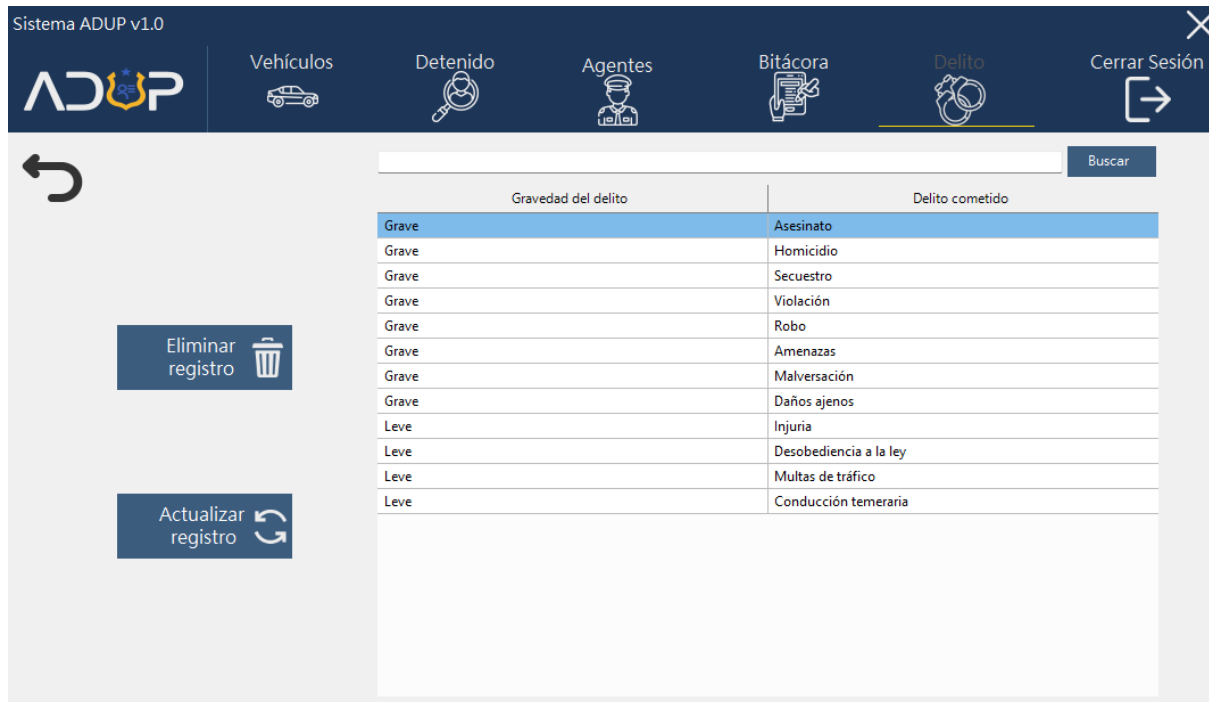 Sistema ADUP v1.0
ADUP
Vehículos
Detenido
Agentes
Bitácora
Delito
Cerrar Sesión
Buscar
Gravedad del delito Delito cometido
Grave Asesinato
Grave Homicidio
Grave Secuestro
Grave Violación
Grave Robo
Grave Amenazas
Grave Malversación
Grave Daños ajenos
Leve Injuria
Leve Desobediencia a la ley
Leve Multas de tráfico
Leve Conducción temeraria
Eliminar
registro
Actualizar
registro